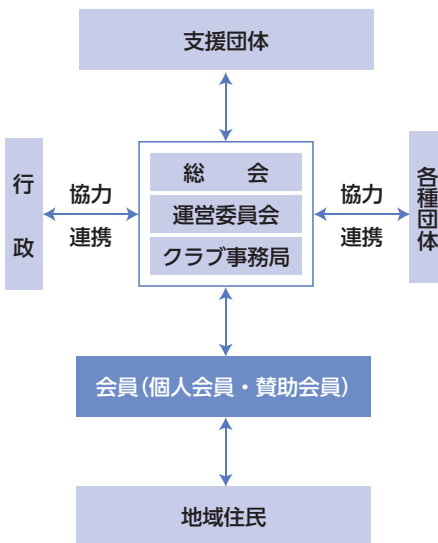 支援団体
総　会
運営委員会
クラブ事務局
行政
協力
連携
協力
連携
各種団体
会員(個人会員・賛助会員)
地域住民